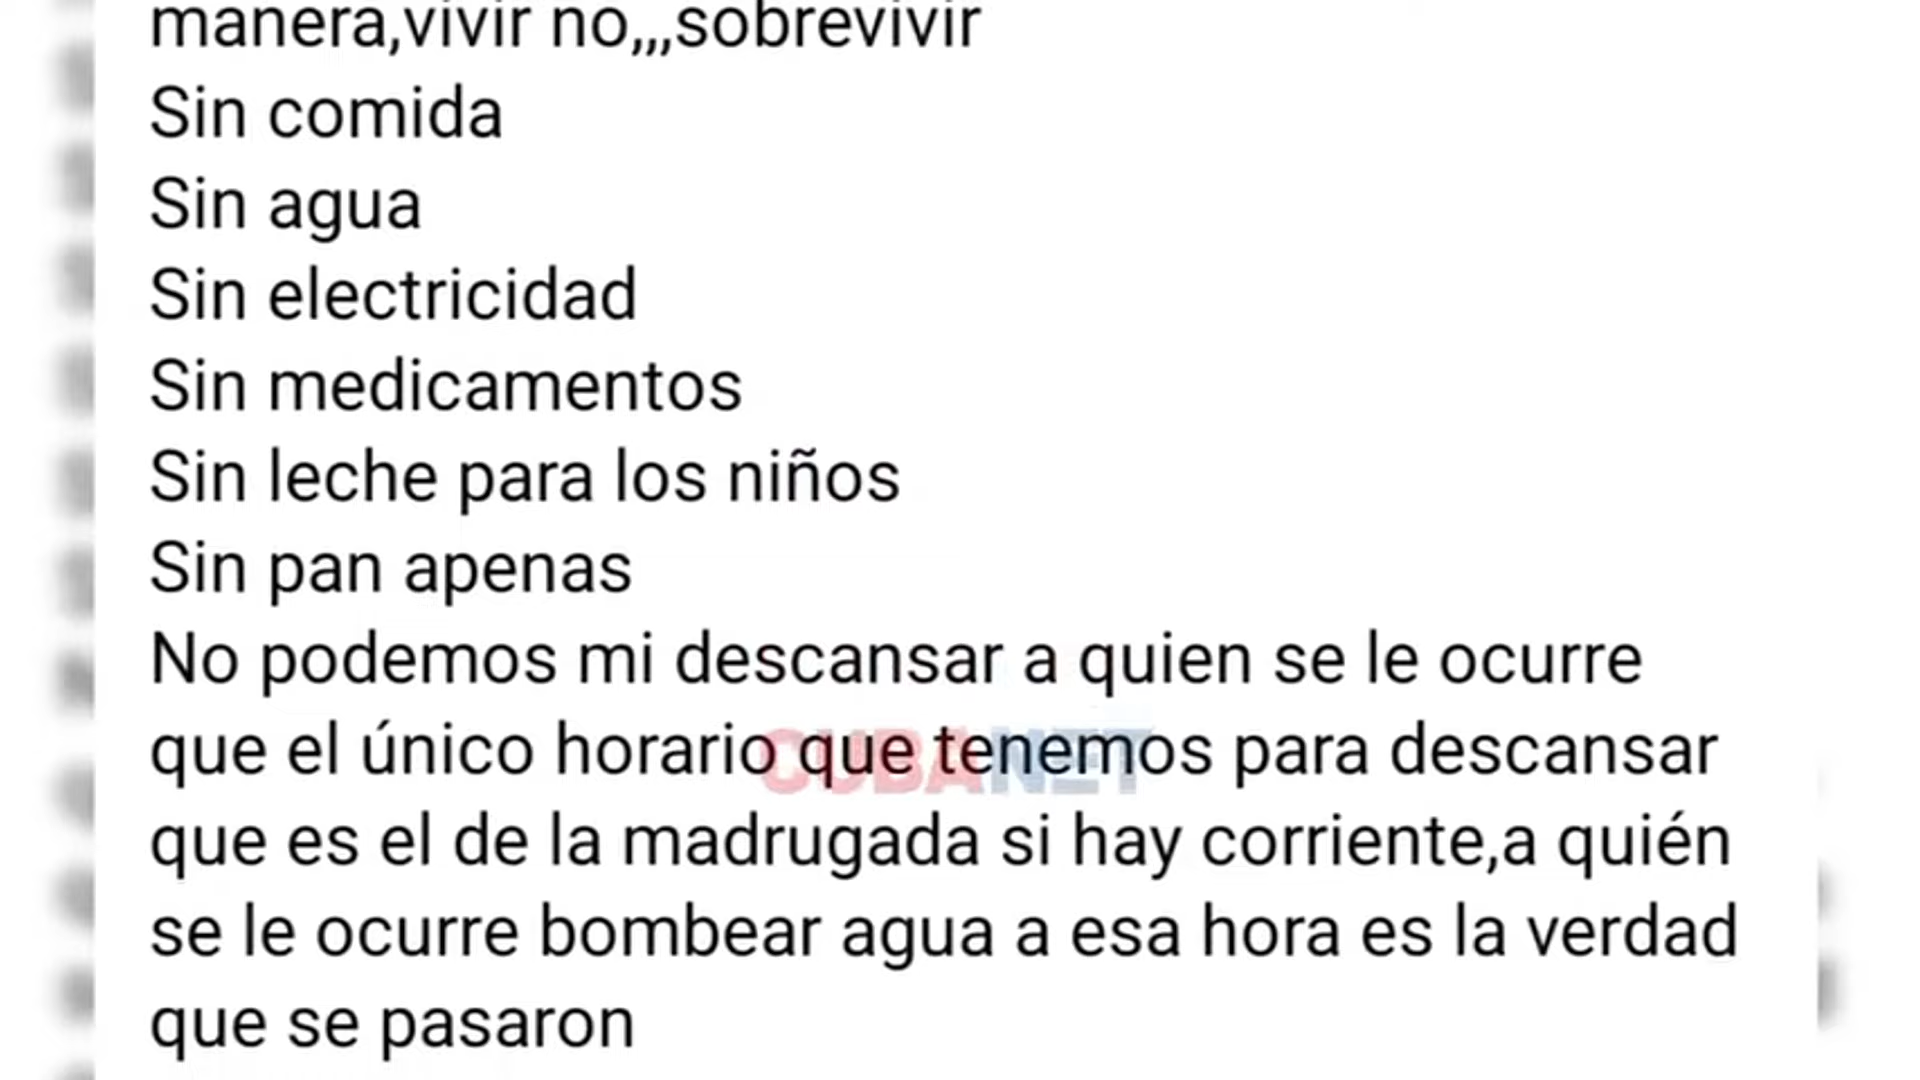 manera,vivir no,,,sobrevivir
Sin comida
Sin agua
Sin electricidad
Sin medicamentos
Sin leche para los niños
Sin pan apenas
No podemos mi descansar a quien se le ocurre
que el único horario que tenemos para descansar
CUBANET
que es el de la madrugada si hay corriente,a quién
se le ocurre bombear agua a esa hora es la verdad
que se pasaron